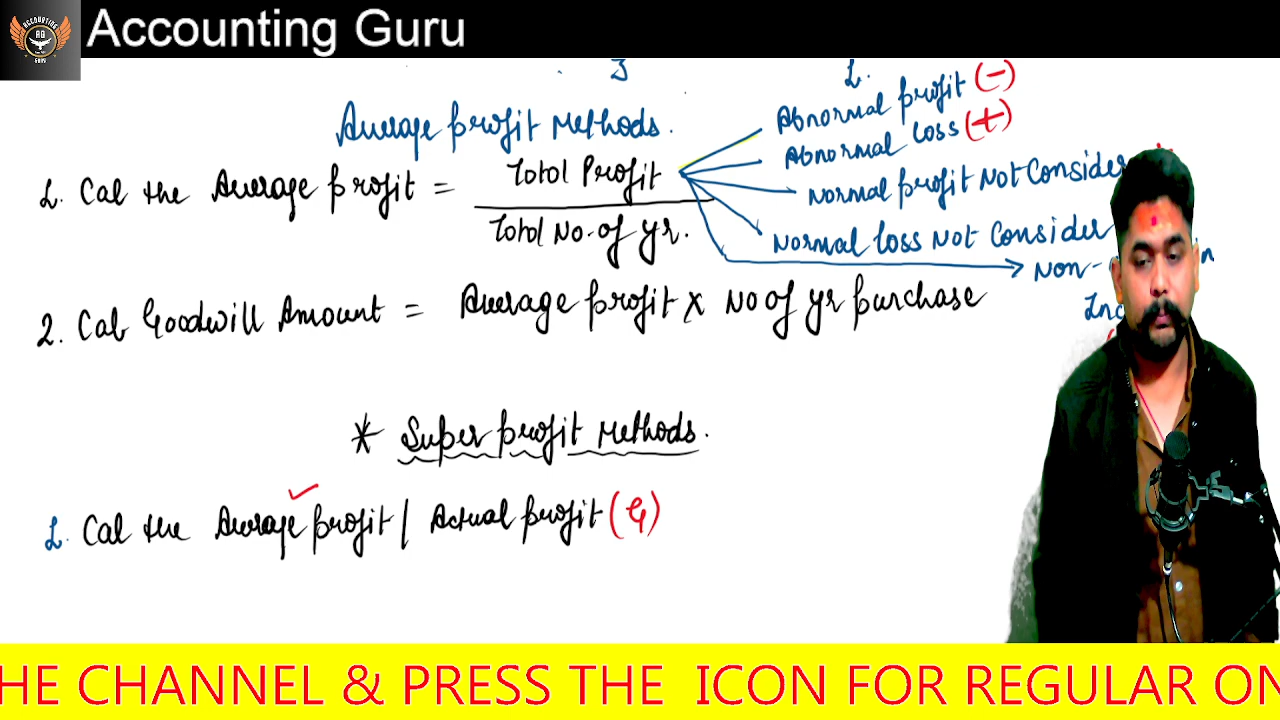 Accounting Guru
ACCOUNTING
AG
GURU
Average profit Methods.
Abnormal profit (-)
Abnormal loss (+)
1. Cal the Average profit = Total Profit
Total No. of yr.
Normal profit Not Consider
Normal loss Not Consider
Non-
2. Cal Goodwill Amount = Average profit x No of yr purchase
* Super profit Methods.
1. Cal the Average profit / Actual profit (G)
HE CHANNEL & PRESS THE ICON FOR REGULAR ON